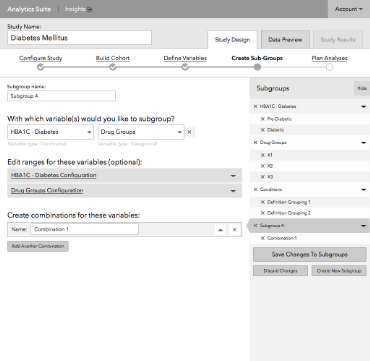 Analytics Suite Insights Account
Study Name:
Diabetes Mellitus
Study Design Data Preview Study Results
Configure Study Build Cohort Define Variables Create Sub-Groups Plan Analyses
Subgroup name:
Subgroup 4
With which variable(s) would you like to subgroup?
HBA1C - Diabetes Drug Groups
Variable type: Continuous Variable type: Categorical
Edit ranges for these variables (optional):
HBA1C - Diabetes Configuration
Drug Groups Configuration
Create combinations for these variables:
Name: Combination 1
Add Another Combination
Subgroups Hide
HBA1C - Diabetes
Pre Diabetic
Diabetic
Drug Groups
X1
X2
X3
Conditions
Definition Grouping 1
Definition Grouping 2
Subgroup 4
Combination 1
Save Changes To Subgroups
Discard Changes Create New Subgroup